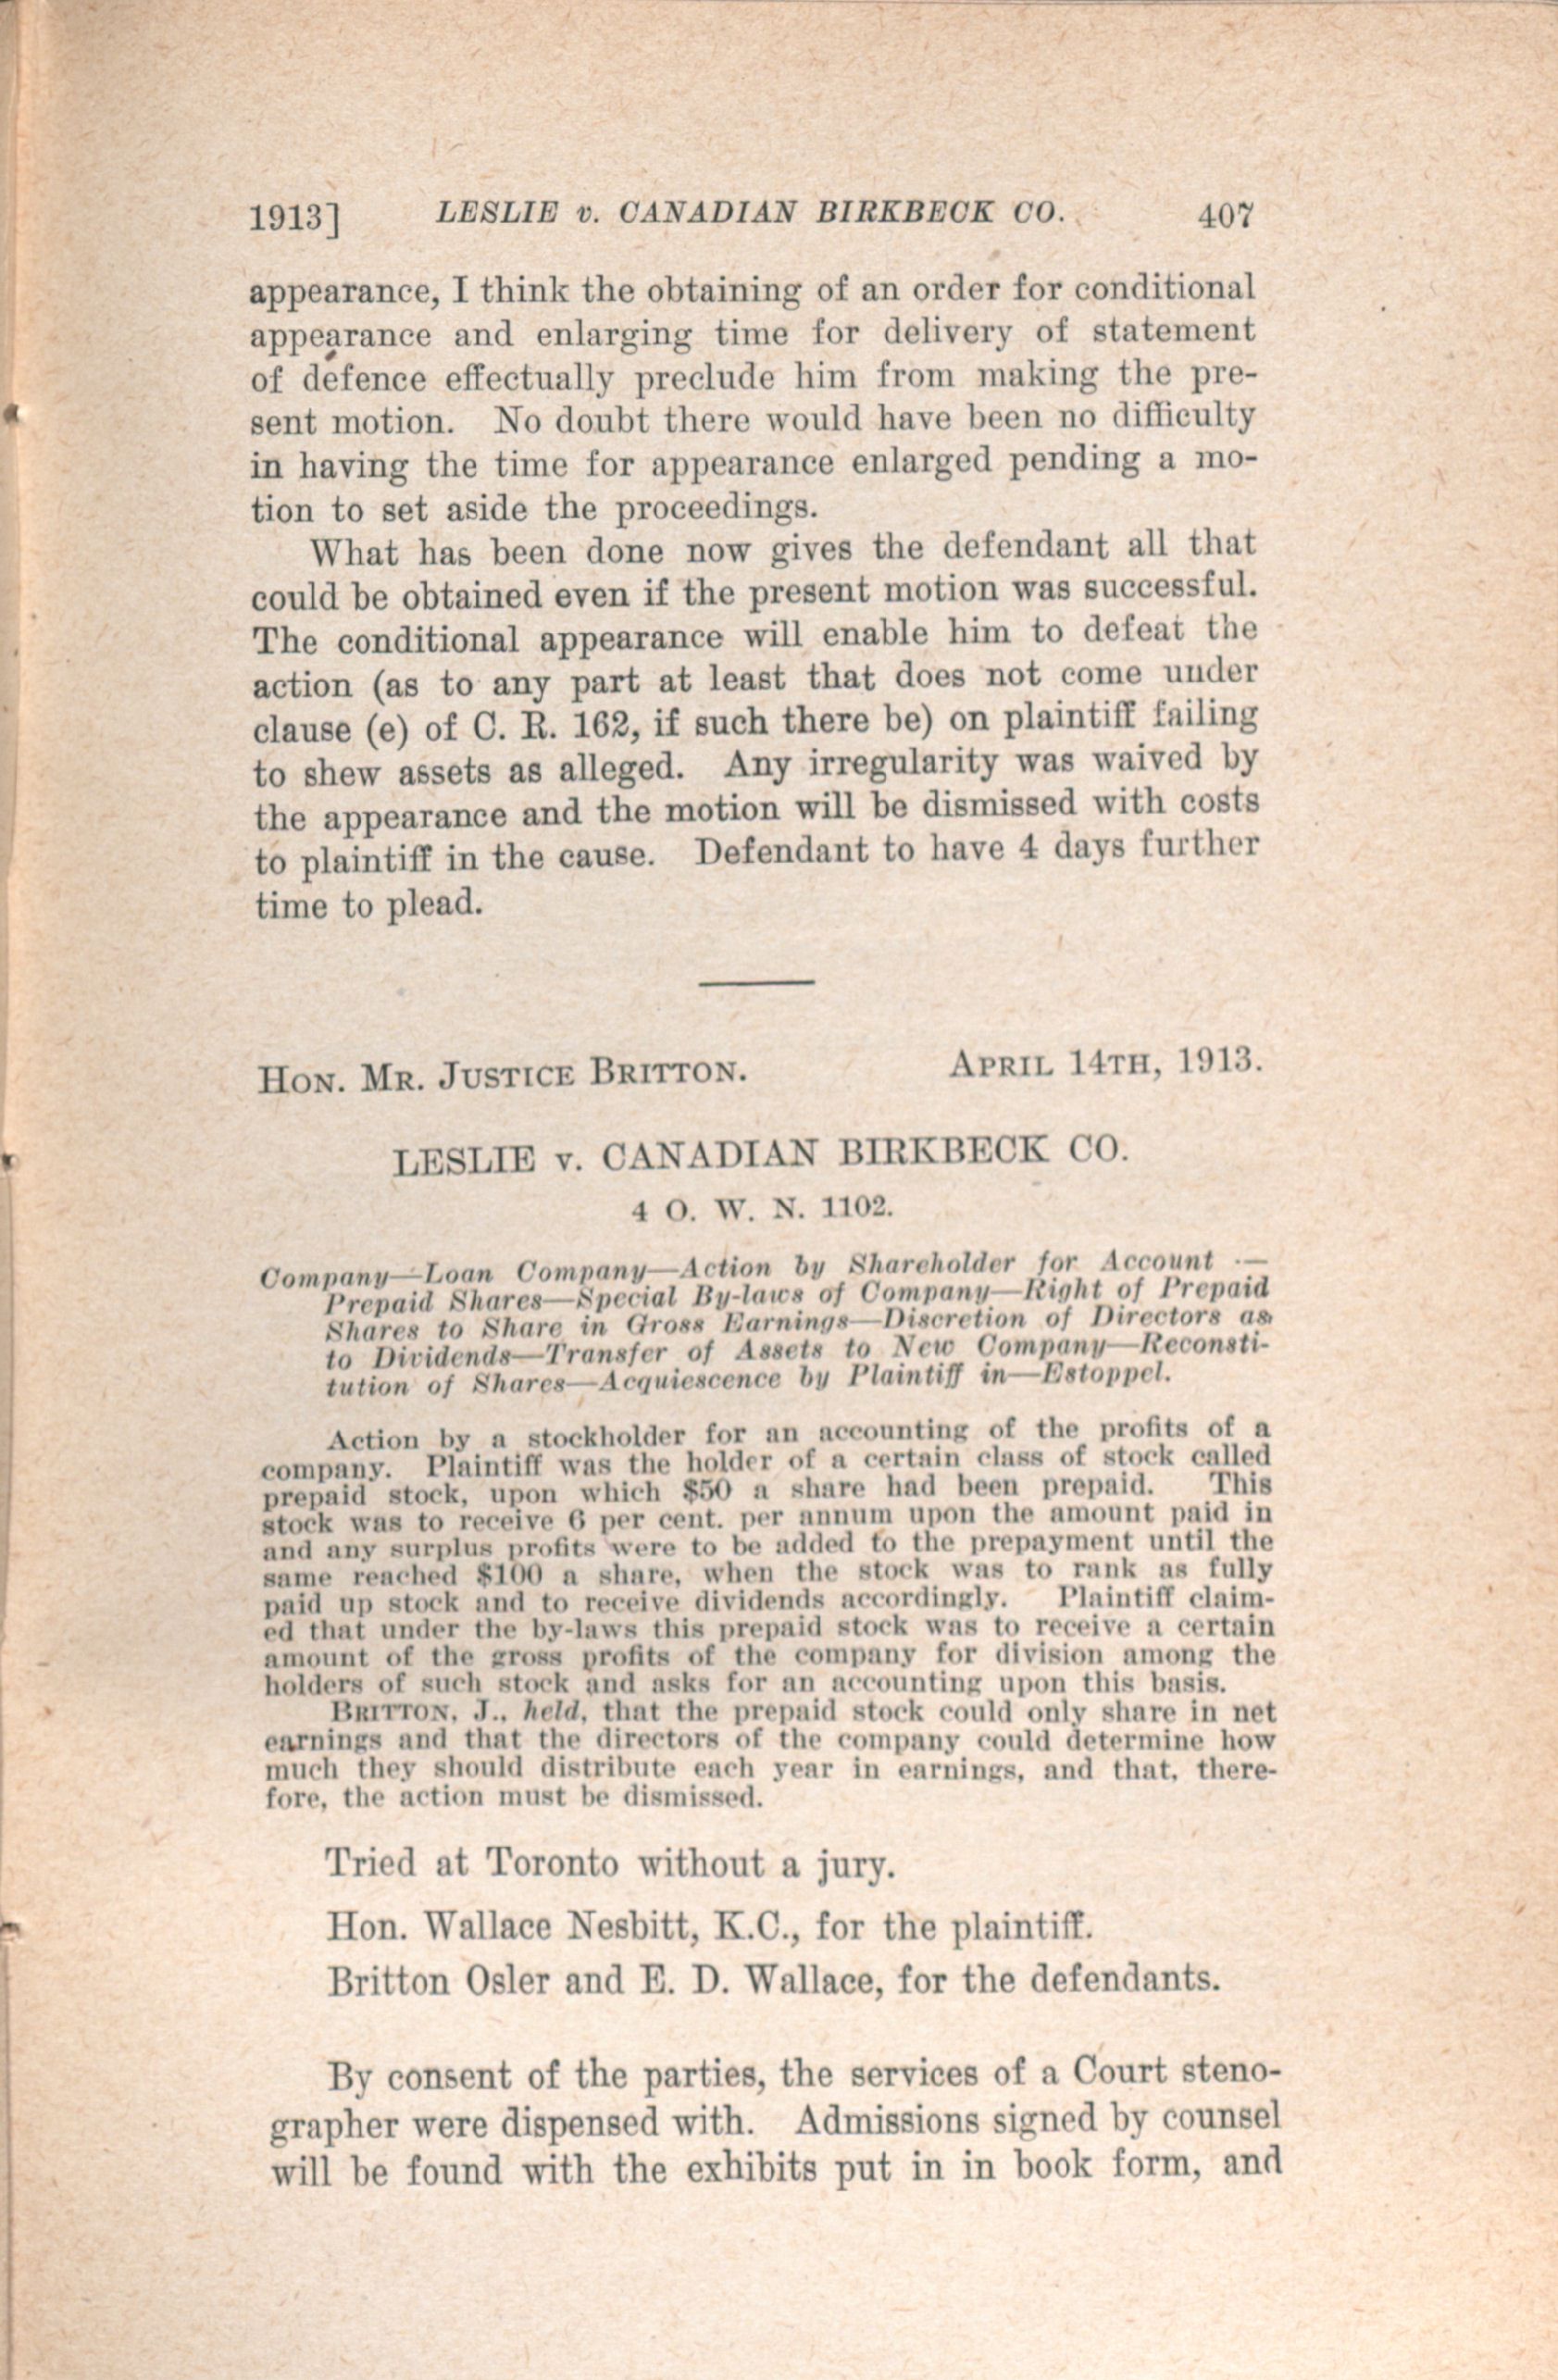 1913] LESLIE v. CANADIAN BIRKBECK CO. 407
appearance, I think the obtaining of an order for conditional
appearance and enlarging time for delivery of statement
of defence effectually preclude him from making the pre-
sent motion. No doubt there would have been no difficulty
in having the time for appearance enlarged pending a mo-
tion to set aside the proceedings.
What has been done now gives the defendant all that
could be obtained even if the present motion was successful.
The conditional appearance will enable him to defeat the
action (as to any part at least that does not come under
clause (e) of C. R. 162, if such there be) on plaintiff failing
to shew assets as alleged. Any irregularity was waived by
the appearance and the motion will be dismissed with costs
to plaintiff in the cause. Defendant to have 4 days further
time to plead.
HON. MR. JUSTICE BRITTON. APRIL 14TH, 1913.
LESLIE v. CANADIAN BIRKBECK CO.
4 O. W. N. 1102.
Company—Loan Company—Action by Shareholder for Account —
Prepaid Shares—Special By-laws of Company—Right of Prepaid
Shares to Share in Gross Earnings—Discretion of Directors as
to Dividends—Transfer of Assets to New Company—Reconsti-
tution of Shares—Acquiescence by Plaintiff in—Estoppel.
Action by a stockholder for an accounting of the profits of a
company. Plaintiff was the holder of a certain class of stock called
prepaid stock, upon which $50 a share had been prepaid. This
stock was to receive 6 per cent. per annum upon the amount paid in
and any surplus profits were to be added to the prepayment until the
same reached $100 a share, when the stock was to rank as fully
paid up stock and to receive dividends accordingly. Plaintiff claim-
ed that under the by-laws this prepaid stock was to receive a certain
amount of the gross profits of the company for division among the
holders of such stock and asks for an accounting upon this basis.
BRITTON, J., held, that the prepaid stock could only share in net
earnings and that the directors of the company could determine how
much they should distribute each year in earnings, and that, there-
fore, the action must be dismissed.
Tried at Toronto without a jury.
Hon. Wallace Nesbitt, K.C., for the plaintiff.
Britton Osler and E. D. Wallace, for the defendants.
By consent of the parties, the services of a Court steno-
grapher were dispensed with. Admissions signed by counsel
will be found with the exhibits put in in book form, and